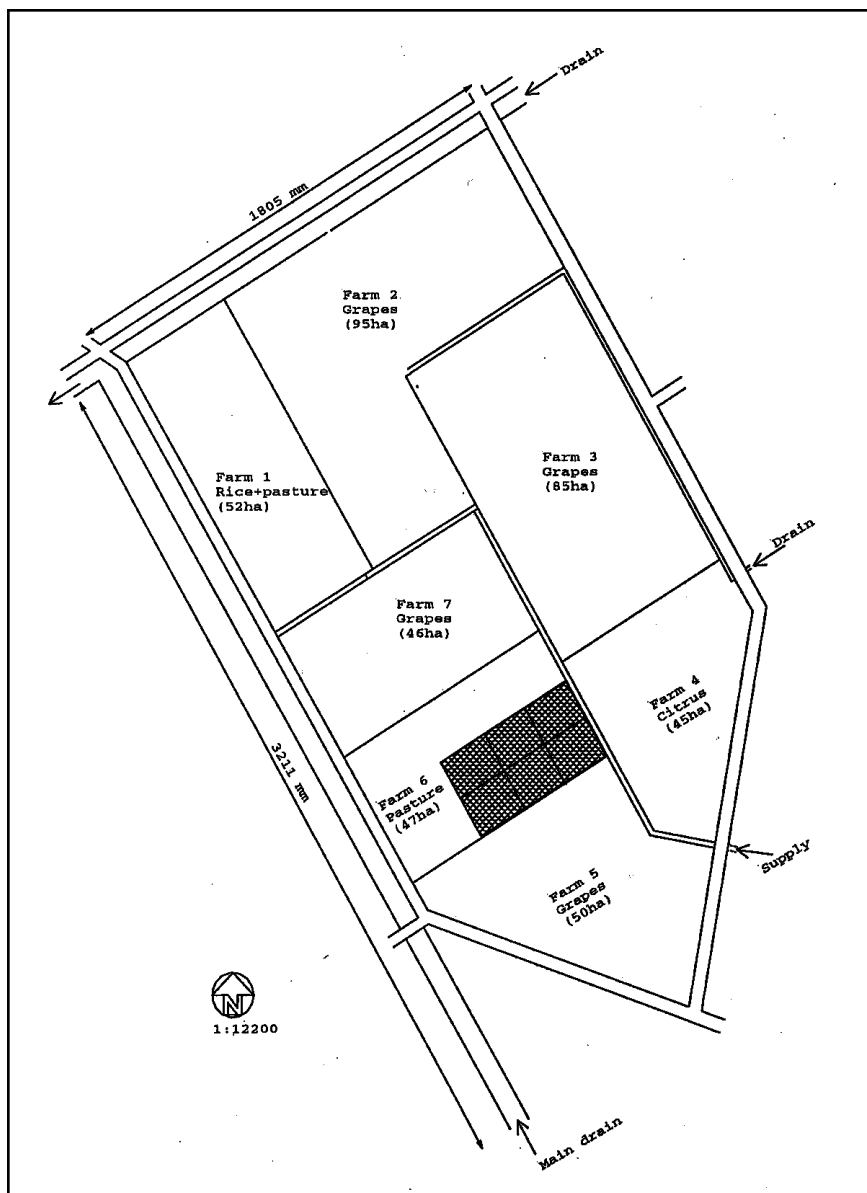 Drain
1805 mm
Farm 2
Grapes
(95ha)
Farm 3
Grapes
(85ha)
Farm 1
Rice+pasture
(52ha)
Drain
Farm 7
Grapes
(46ha)
Farm 4
Citrus
(45ha)
3211 mm
Farm 6
Pasture
(47ha)
Supply
Farm 5
Grapes
(50ha)
N
1:12200
Main drain